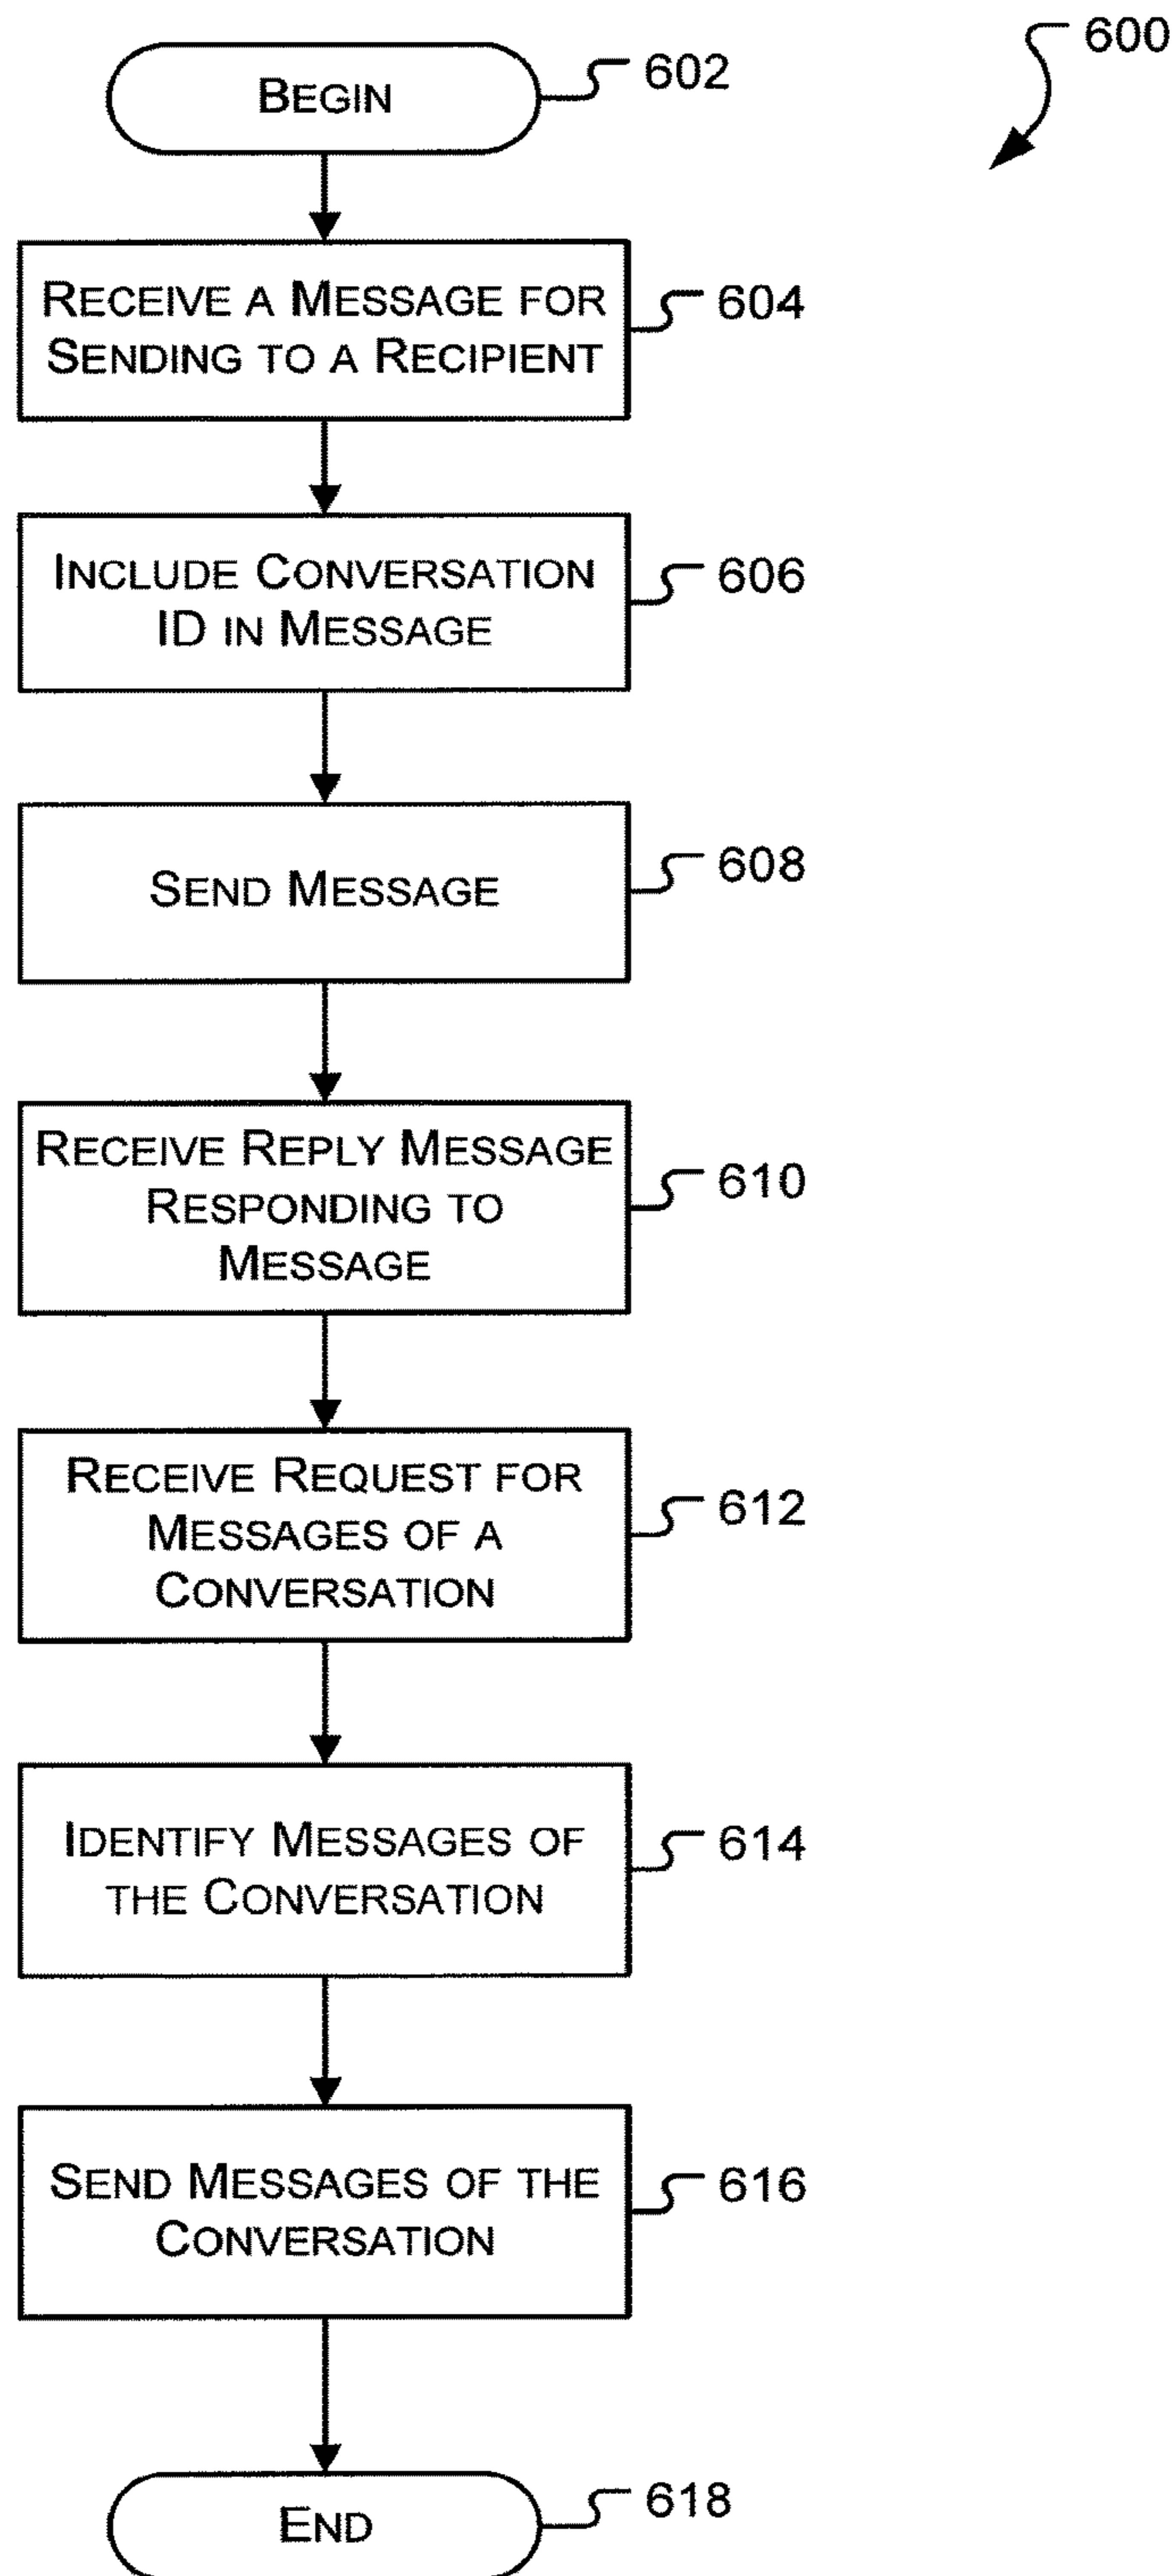 600
BEGIN
602
RECEIVE A MESSAGE FOR
SENDING TO A RECIPIENT
604
INCLUDE CONVERSATION
ID IN MESSAGE
606
SEND MESSAGE
608
RECEIVE REPLY MESSAGE
RESPONDING TO
MESSAGE
610
RECEIVE REQUEST FOR
MESSAGES OF A
CONVERSATION
612
IDENTIFY MESSAGES OF
THE CONVERSATION
614
SEND MESSAGES OF THE
CONVERSATION
616
END
618